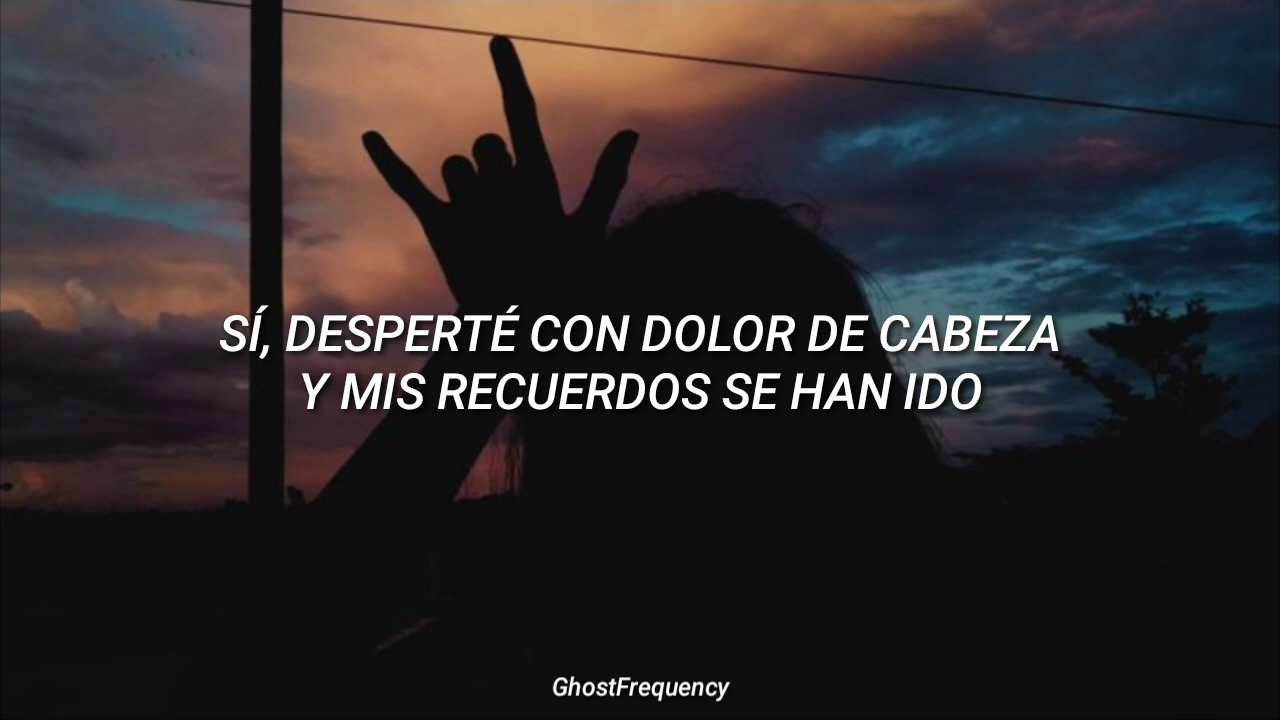 SÍ, DESPERTÉ CON DOLOR DE CABEZA
Y MIS RECUERDOS SE HAN IDO
GhostFrequency